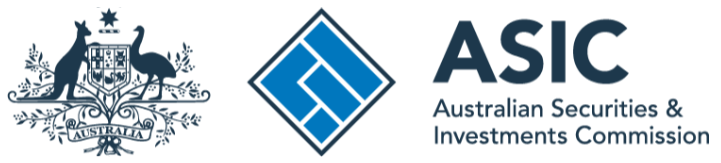 AUSTRALIA
ASIC
Australian Securities &
Investments Commission